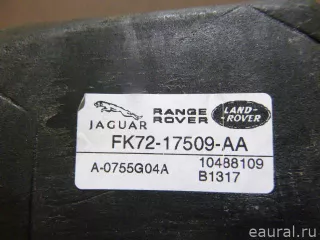 JAGUAR
RANGE ROVER
LAND-ROVER
FK72-17509-AA
A-0755G04A
10488109
B1317
eaural.ru